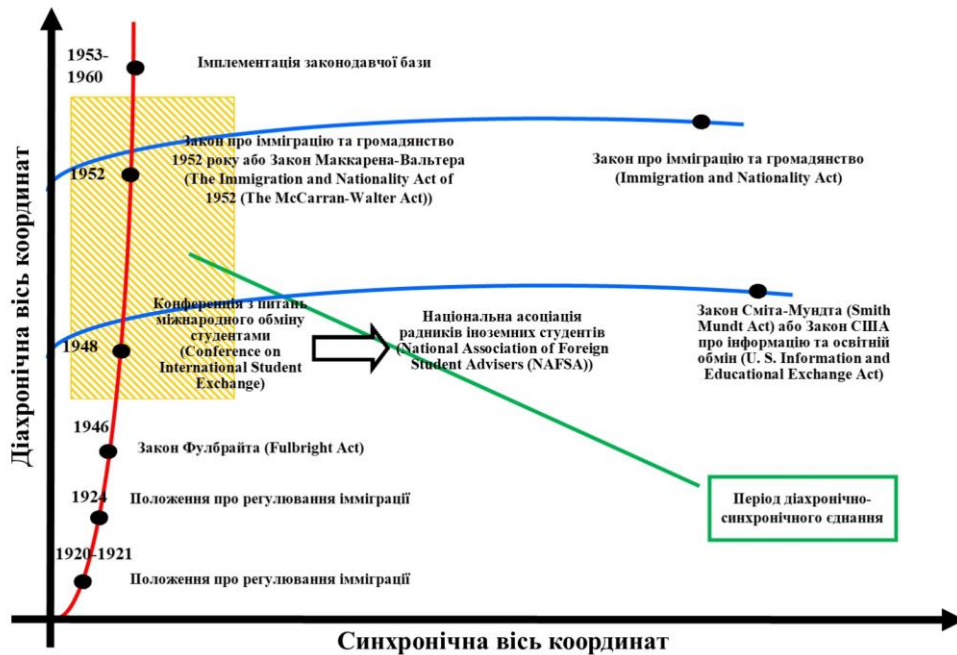 Діахронічна вісь координат
1953-
1960
Імплементація законодавчої бази
1952
Закон про імміграцію та громадянство
1952 року або Закон Маккарена-Вальтера
(The Immigration and Nationality Act of
1952 (The McCarran-Walter Act))
Закон про імміграцію та громадянство
(Immigration and Nationality Act)
1948
Конференція з питань
міжнародного обміну
студентами
(Conference on
International Student
Exchange)
Національна асоціація
радників іноземних студентів
(National Association of Foreign
Student Advisers (NAFSA))
Закон Сміта-Мундта (Smith
Mundt Act) або Закон США
про інформацію та освітній
обмін (U. S. Information and
Educational Exchange Act)
1946
Закон Фулбрайта (Fulbright Act)
1924
Положення про регулювання імміграції
Період діахронічно-
синхронічного єднання
1920-1921
Положення про регулювання імміграції
Синхронічна вісь координат